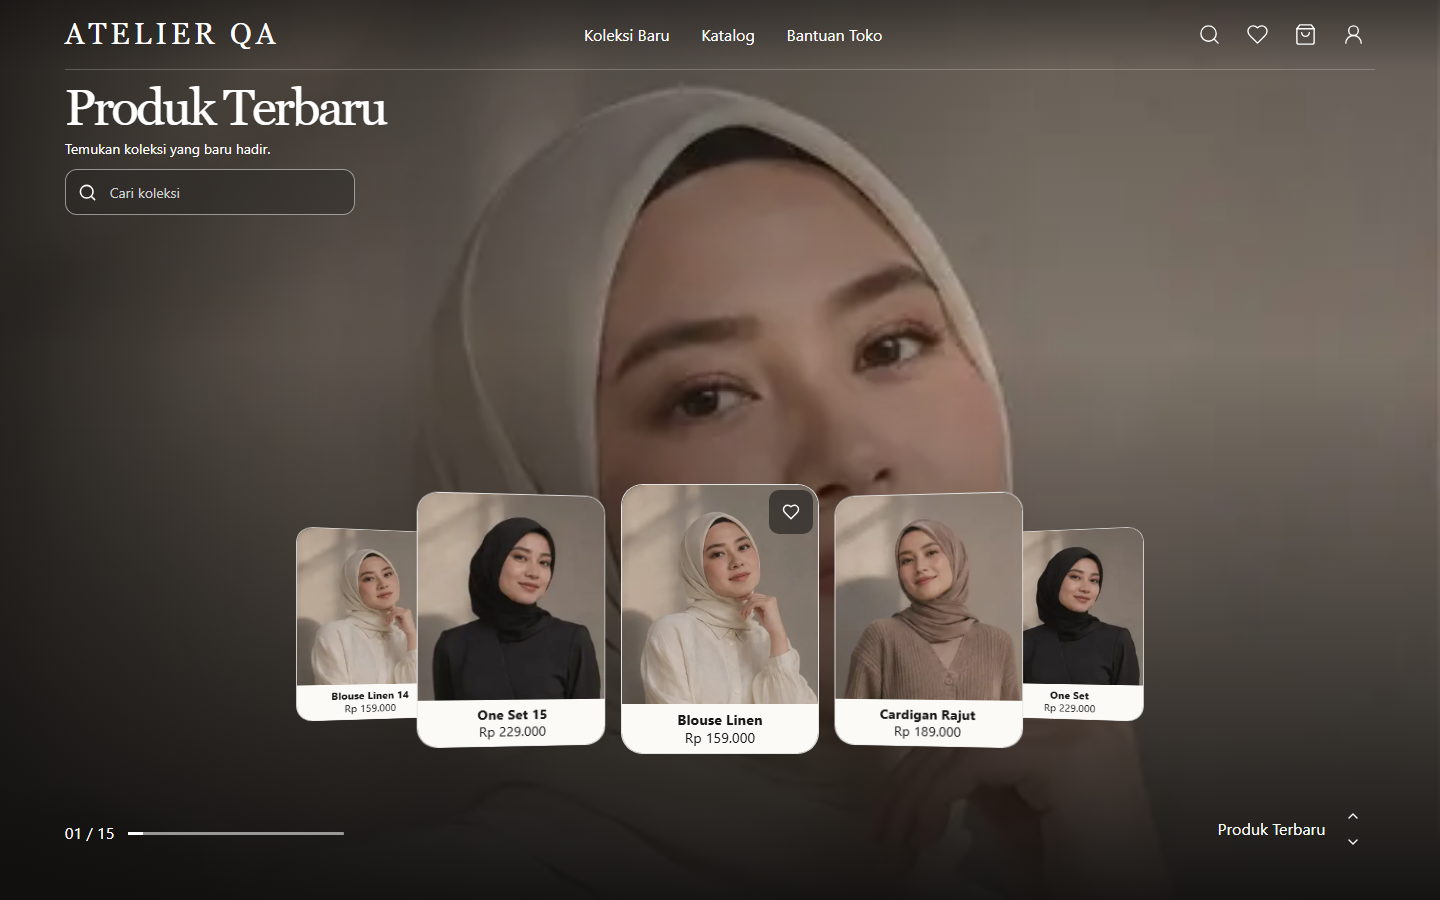 ATELIER QA
Koleksi Baru
Katalog
Bantuan Toko
Produk Terbaru
Temukan koleksi yang baru hadir.
Cari koleksi
Blouse Linen 14
Rp 159.000
One Set 15
Rp 229.000
Blouse Linen
Rp 159.000
Cardigan Rajut
Rp 189.000
One Set
Rp 229.000
01 / 15
Produk Terbaru